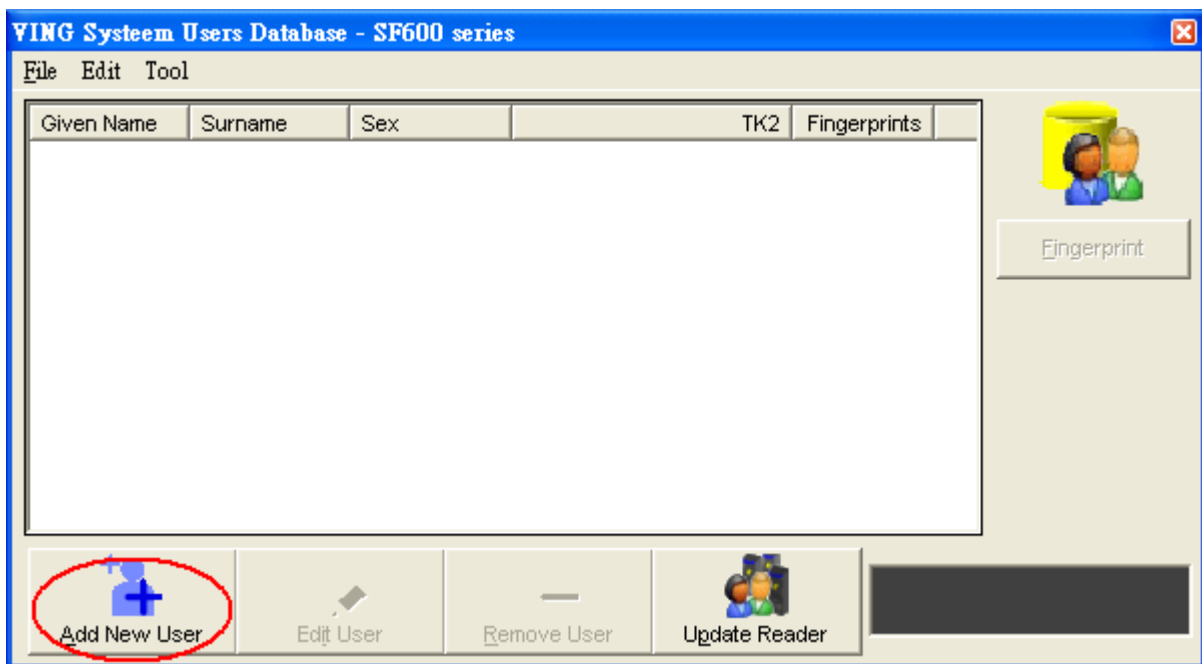 VING Systeem Users Database - SF600 series
File Edit Tool
Given Name Surname Sex TK2 Fingerprints
Fingerprint
Add New User Edit User Remove User Update Reader